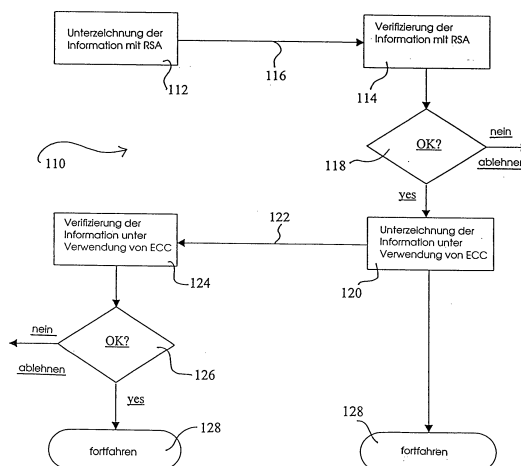 Unterzeichnung der
Information mit RSA
112
116
Verifizierung der
Information mit RSA
114
110
OK?
118
nein
ablehnen
yes
Verifizierung der
Information unter
Verwendung von ECC
124
122
Unterzeichnung der
Information unter
Verwendung von ECC
120
nein
ablehnen
OK?
126
yes
fortfahren
128
128
fortfahren